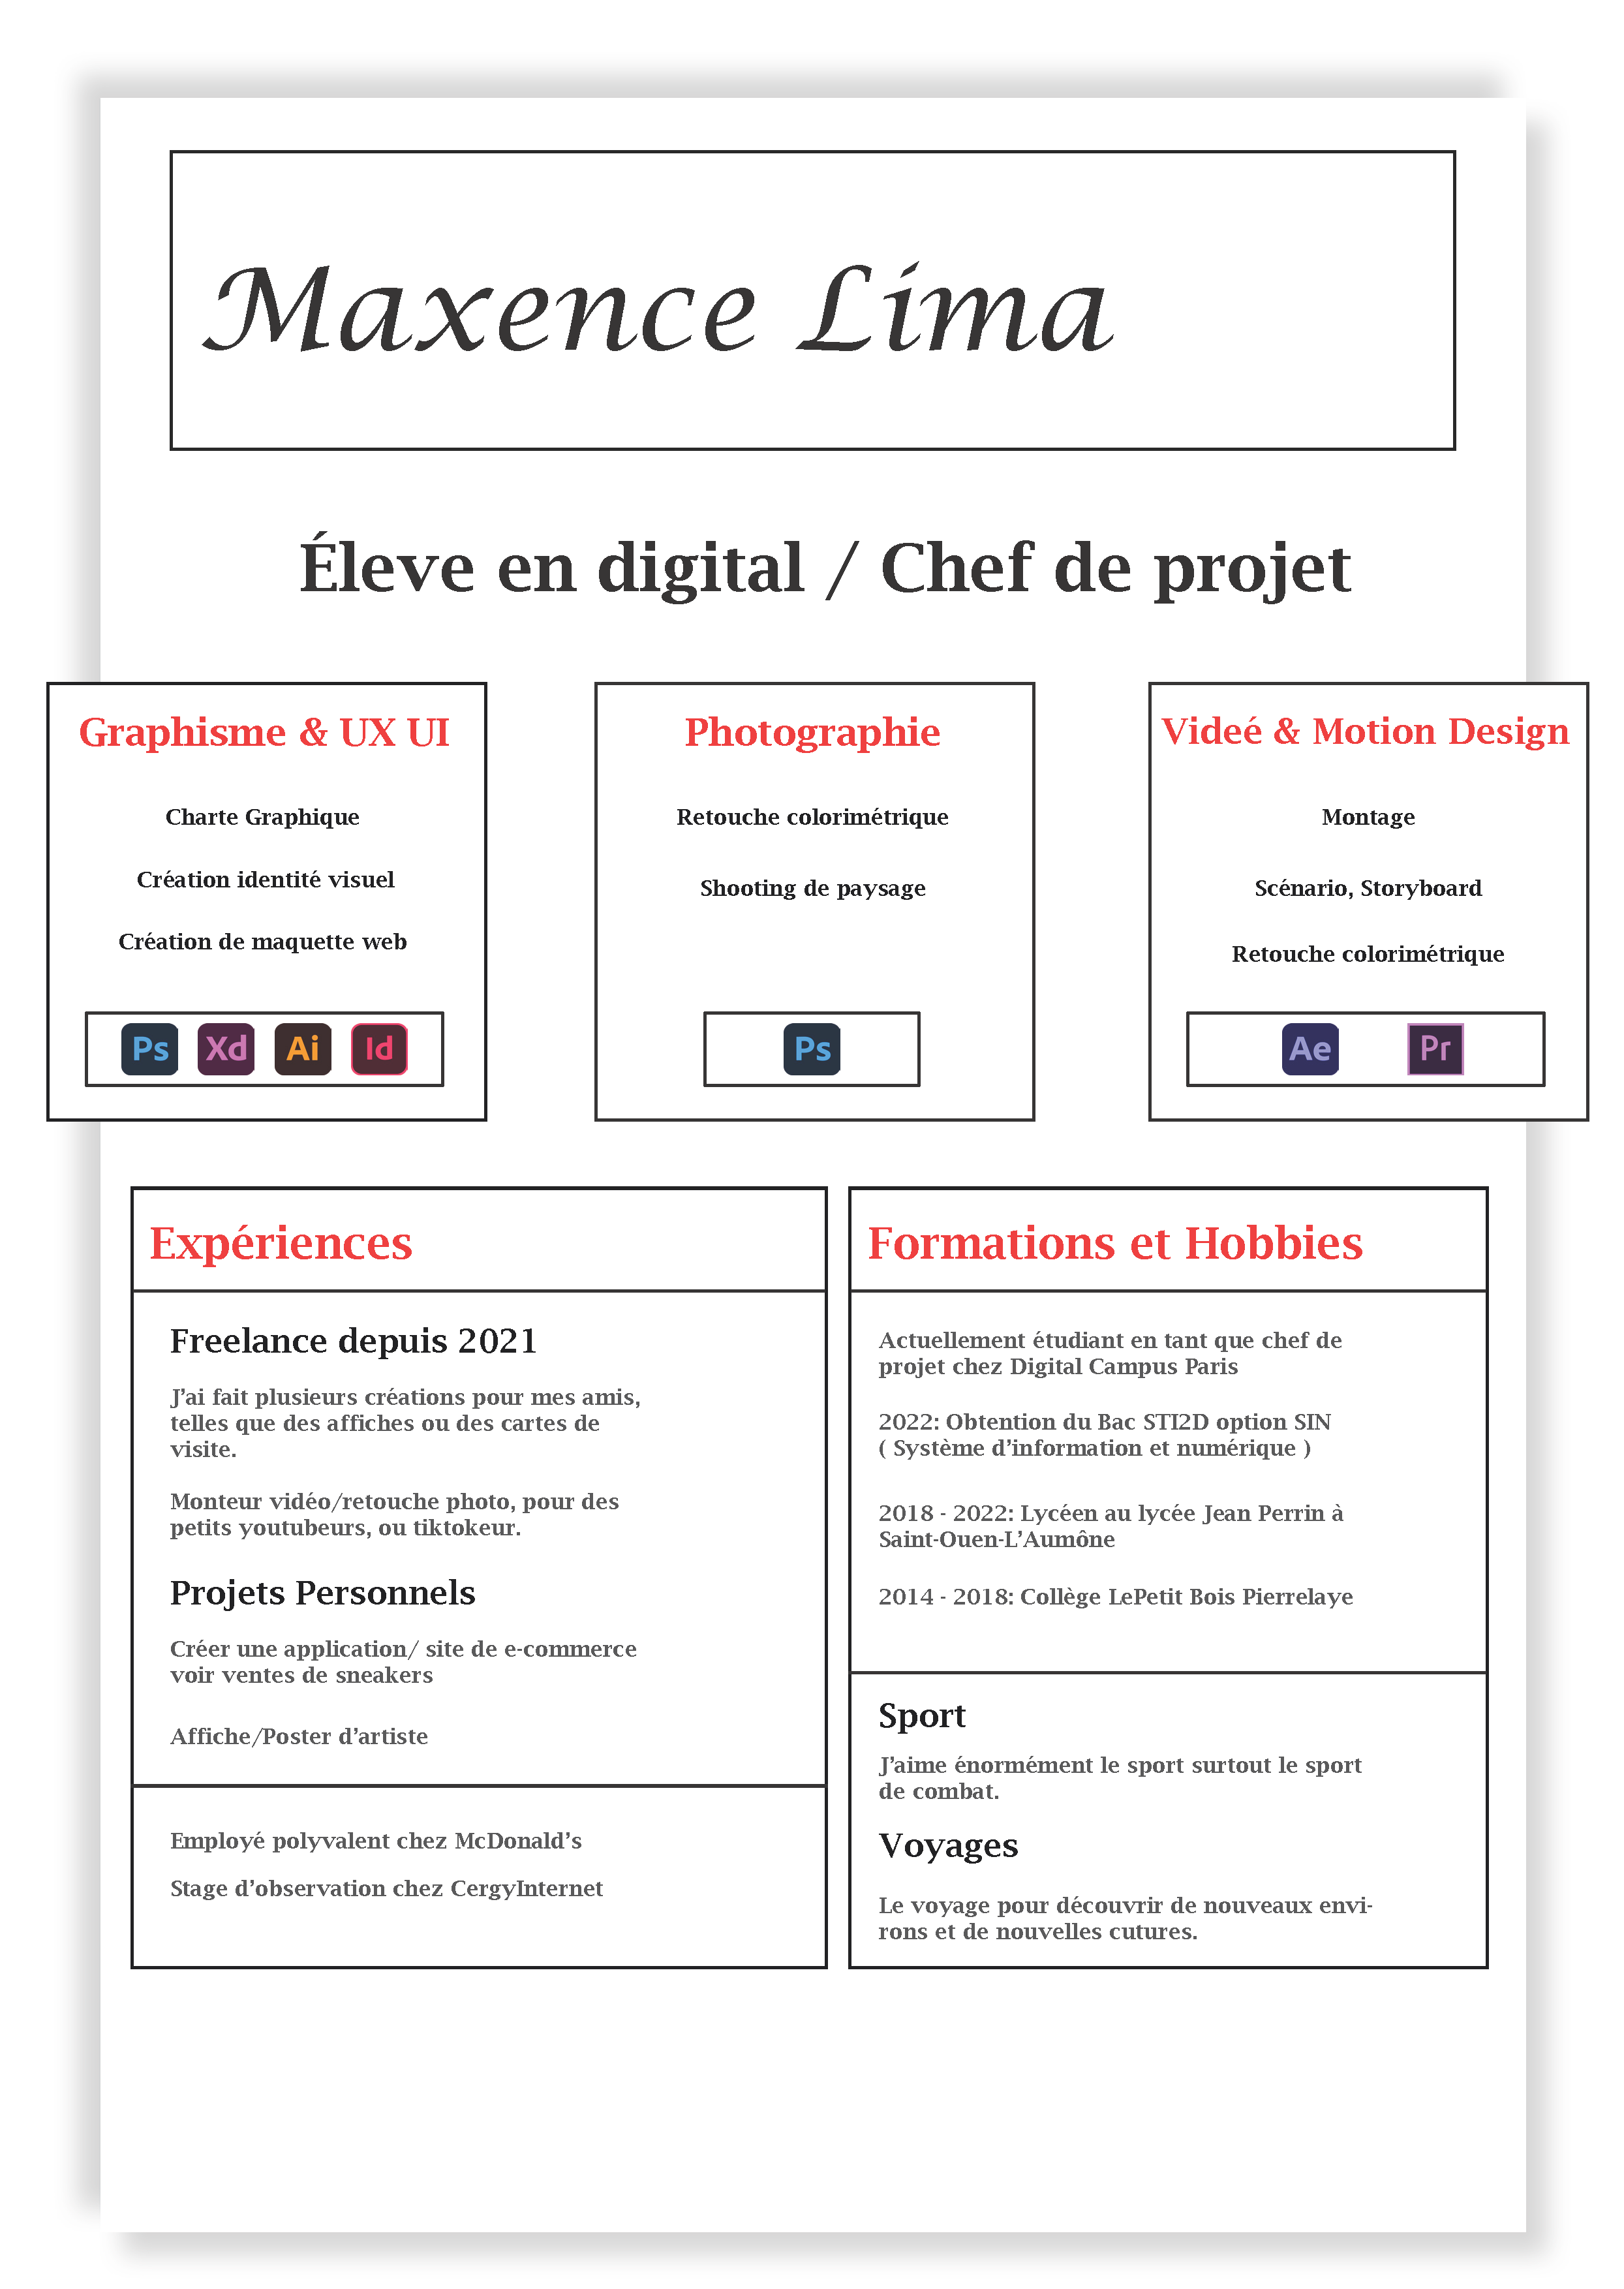 Maxence Lima
Éleve en digital / Chef de projet
Graphisme & UX UI
Charte Graphique
Création identité visuel
Création de maquette web
Ps Xd Ai Id
Photographie
Retouche colorimétrique
Shooting de paysage
Ps
Videé & Motion Design
Montage
Scénario, Storyboard
Retouche colorimétrique
Ae Pr
Expériences
Freelance depuis 2021
J’ai fait plusieurs créations pour mes amis,
telles que des affiches ou des cartes de
visite.
Monteur vidéo/retouche photo, pour des
petits youtubeurs, ou tiktokeur.
Projets Personnels
Créer une application/ site de e-commerce
voir ventes de sneakers
Affiche/Poster d’artiste
Employé polyvalent chez McDonald’s
Stage d’observation chez CergyInternet
Formations et Hobbies
Actuellement étudiant en tant que chef de
projet chez Digital Campus Paris
2022: Obtention du Bac STI2D option SIN
( Système d’information et numérique )
2018 - 2022: Lycéen au lycée Jean Perrin à
Saint-Ouen-L’Aumône
2014 - 2018: Collège LePetit Bois Pierrelaye
Sport
J’aime énormément le sport surtout le sport
de combat.
Voyages
Le voyage pour découvrir de nouveaux envi-
rons et de nouvelles cutures.